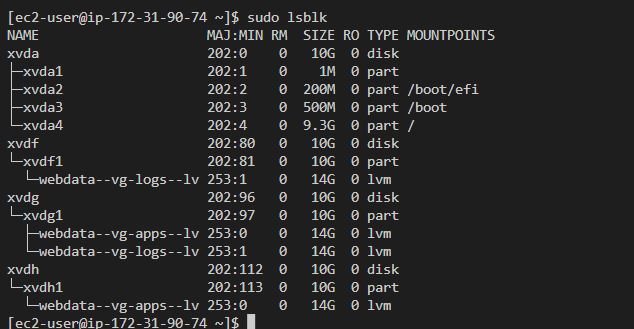 [ec2-user@ip-172-31-90-74 ~]$ sudo lsblk
NAME                      MAJ:MIN RM  SIZE RO TYPE MOUNTPOINTS
xvda                      202:0    0   10G  0 disk
├─xvda1                   202:1    0    1M  0 part
├─xvda2                   202:2    0  200M  0 part /boot/efi
├─xvda3                   202:3    0  500M  0 part /boot
└─xvda4                   202:4    0  9.3G  0 part /
xvdf                      202:80   0   10G  0 disk
└─xvdf1                   202:81   0   10G  0 part
  └─webdata--vg-logs--lv 253:1    0   14G  0 lvm
xvdg                      202:96   0   10G  0 disk
└─xvdg1                   202:97   0   10G  0 part
  ├─webdata--vg-apps--lv 253:0    0   14G  0 lvm
  └─webdata--vg-logs--lv 253:1    0   14G  0 lvm
xvdh                      202:112  0   10G  0 disk
└─xvdh1                   202:113  0   10G  0 part
  └─webdata--vg-apps--lv 253:0    0   14G  0 lvm
[ec2-user@ip-172-31-90-74 ~]$